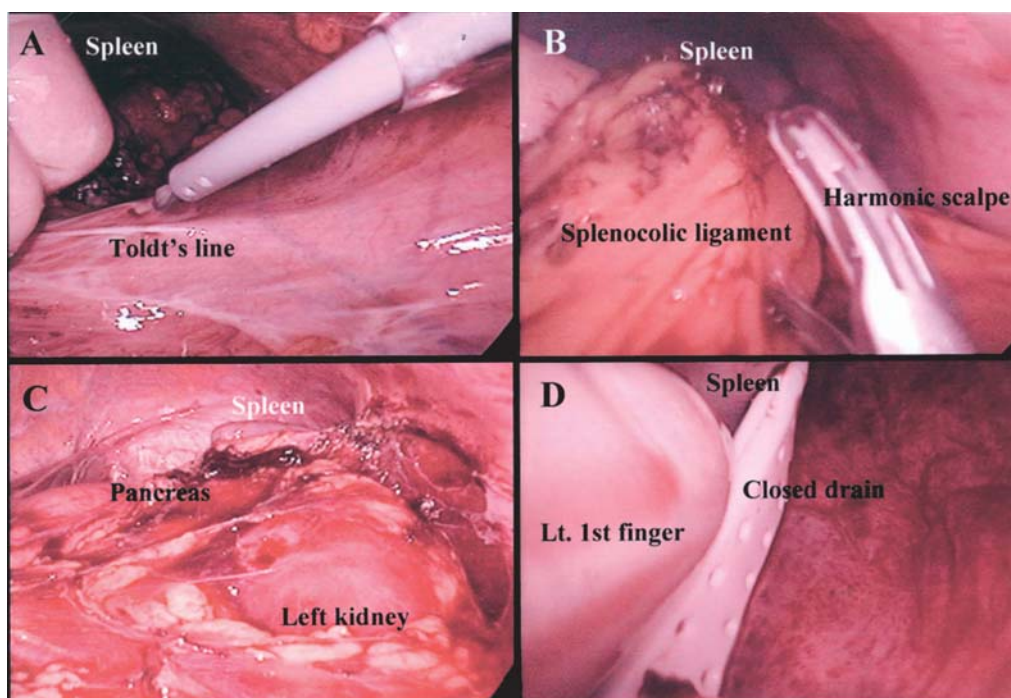 A
Spleen
Toldt's line
B
Spleen
Harmonic scalpe
Splenocolic ligament
C
Spleen
Pancreas
Left kidney
D
Spleen
Closed drain
Lt. 1st finger